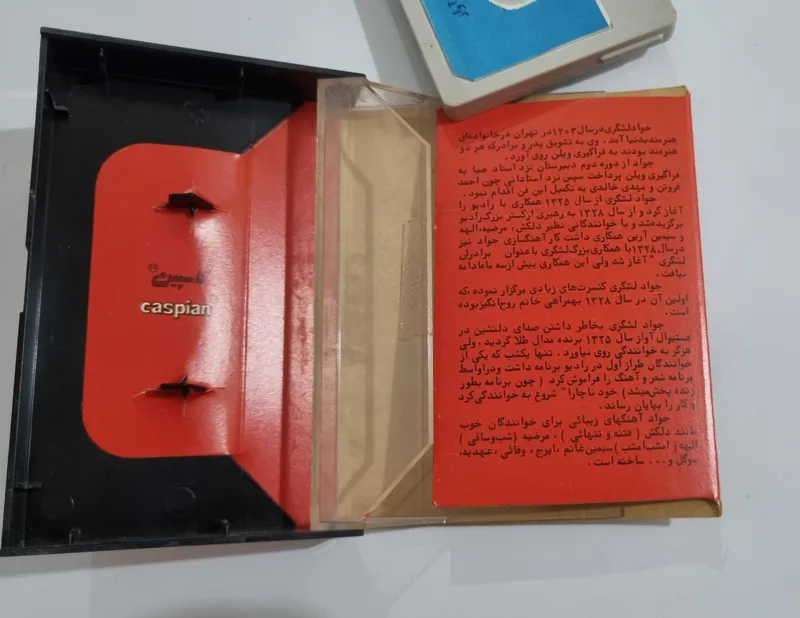 جواد لشگری در سال ۱۳۰۳ در تهران در خانواده‌ای
هنرمند بدنیا آمد. وی به تشویق پدر و برادر که هر دو
هنرمند بودند به فراگیری ویلن روی آورد.
جواد از دوره دوم دبیرستان نزد استاد صبا به
فراگیری ویلن پرداخت سپس نزد استادانی چون احمد
فروتن و مهدی خالدی به تکمیل این فن اقدام نمود.
جواد لشگری از سال ۱۳۲۵ همکاری با رادیو را
آغاز کرد و از سال ۱۳۲۸ به رهبری ارکستر بزرگ رادیو
برگزیده شد و با خوانندگانی نظیر دلکش، مرضیه، الهه
و سیمین آرین همکاری داشت کار آهنگسازی جواد نیز
در سال ۱۳۲۸ با همکاری بزرگ لشگری با عنوان "برادران
لشگری" آغاز شد ولی این همکاری بیش از سه ماه ادامه
نیافت.
جواد لشگری کنسرت‌های زیادی برگزار نموده، که
اولین آن در سال ۱۳۲۸ بهمراهی خانم روح‌انگیز بوده
است.
جواد لشگری بخاطر داشتن صدای دلنشین در
فستیوال آواز سال ۱۳۲۵ برنده مدال طلا گردید. ولی
هرگز به خوانندگی روی نیاورد. تنها یکشب که یکی از
خوانندگان طراز اول در رادیو برنامه داشت و در اواسط
برنامه شعر و آهنگ را فراموش کرد (چون برنامه بطور
زنده پخش میشد) خود ناچارا" شروع به خوانندگی کرد
و کار را بپایان رساند.
جواد آهنگهای زیبائی برای خوانندگان خوب
مانند دلکش (فتنه و تنهائی)، مرضیه (شب و ساقی)
الهه (امشب امشب) سیمین غانم، ایرج، وفائی، عهدیه،
سوگل و... ساخته است.
کاسپین
caspian